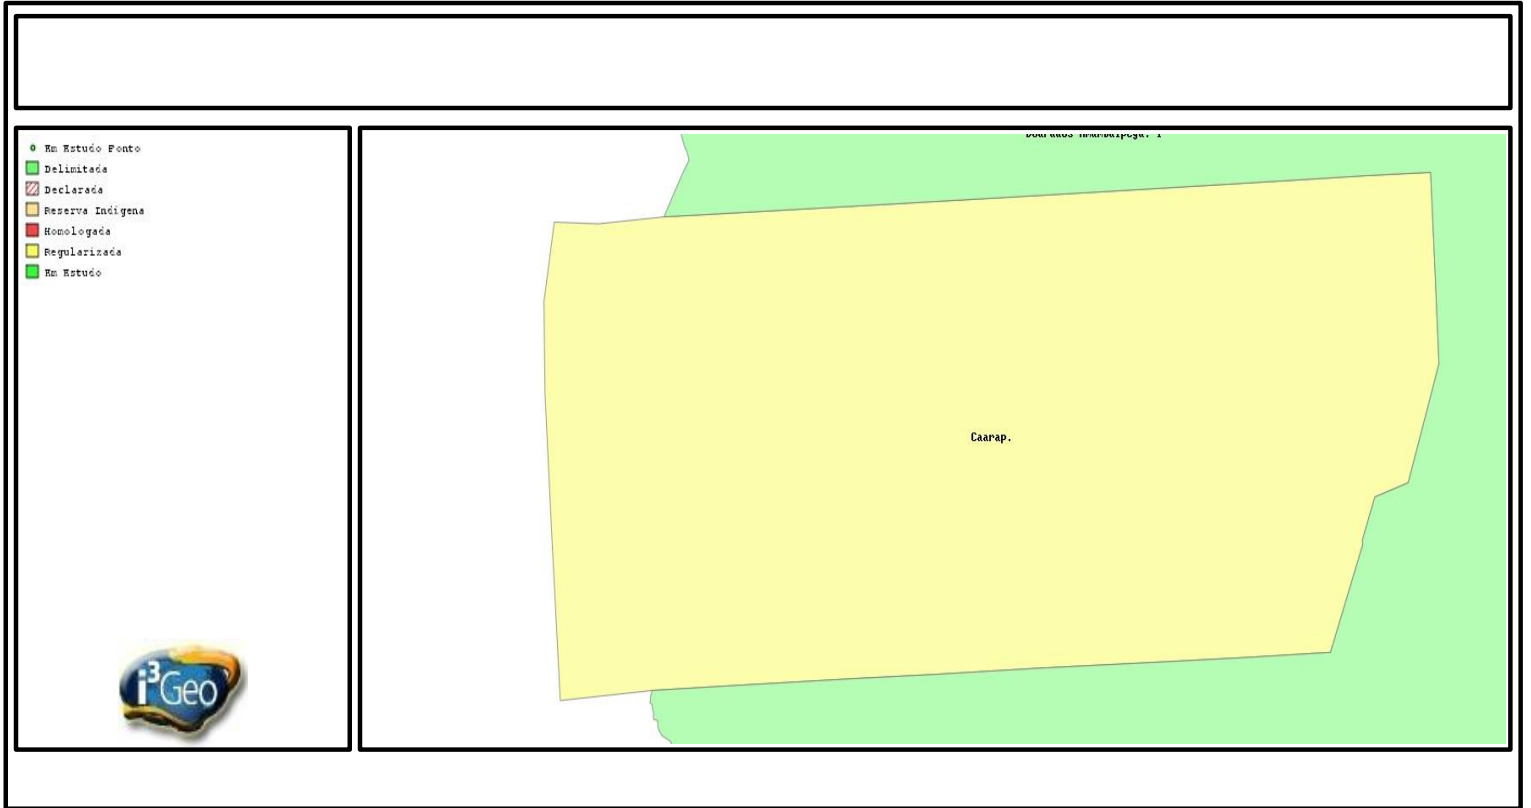 Em Estudo Ponto
Delimitada
Declarada
Reserva Indígena
Homologada
Regularizada
Em Estudo
Caarap.
i³Geo